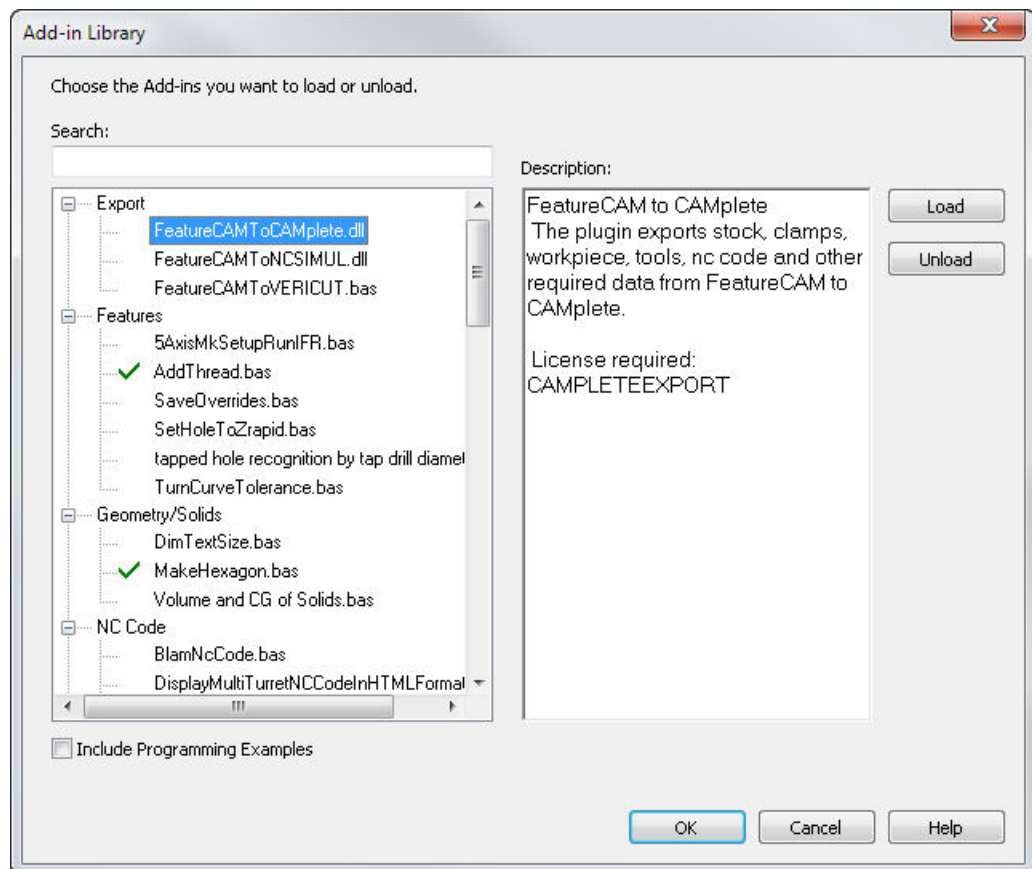 Add-in Library
Choose the Add-ins you want to load or unload.
Search:
Export
FeatureCAMToCAMplete.dll
FeatureCAMToNCSIMUL.dll
FeatureCAMToVERICUT.bas
Features
5AxisMkSetupRunIFR.bas
AddThread.bas
SaveOverrides.bas
SetHoleToZrapid.bas
tapped hole recognition by tap drill diamet
TurnCurveTolerance.bas
Geometry/Solids
DimTextSize.bas
MakeHexagon.bas
Volume and CG of Solids.bas
NC Code
BlamNcCode.bas
DisplayMultiTurretNCCodeInHTMLFormat
Include Programming Examples
Description:
FeatureCAM to CAMplete
The plugin exports stock, clamps,
workpiece, tools, nc code and other
required data from FeatureCAM to
CAMplete.
License required:
CAMPLETEEXPORT
Load
Unload
OK
Cancel
Help